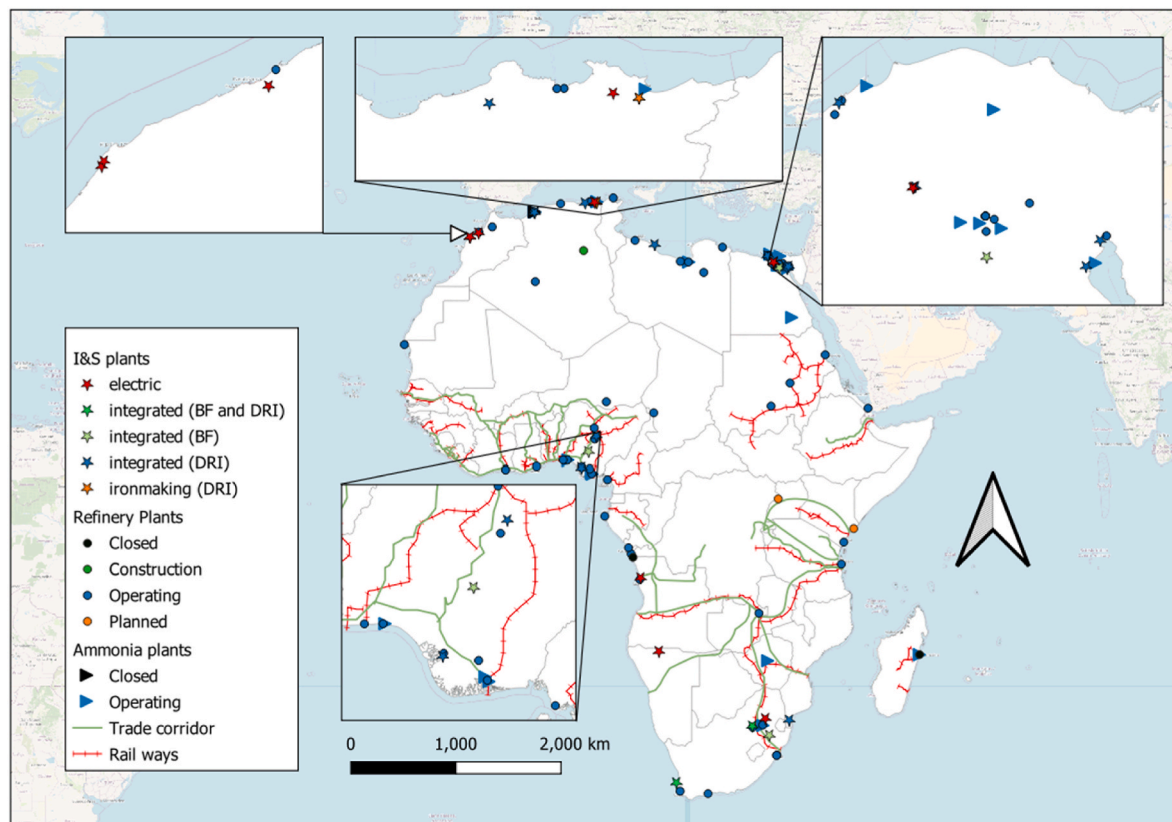 I&S plants
electric
integrated (BF and DRI)
integrated (BF)
integrated (DRI)
ironmaking (DRI)
Refinery Plants
Closed
Construction
Operating
Planned
Ammonia plants
Closed
Operating
Trade corridor
Rail ways
0 1,000 2,000 km